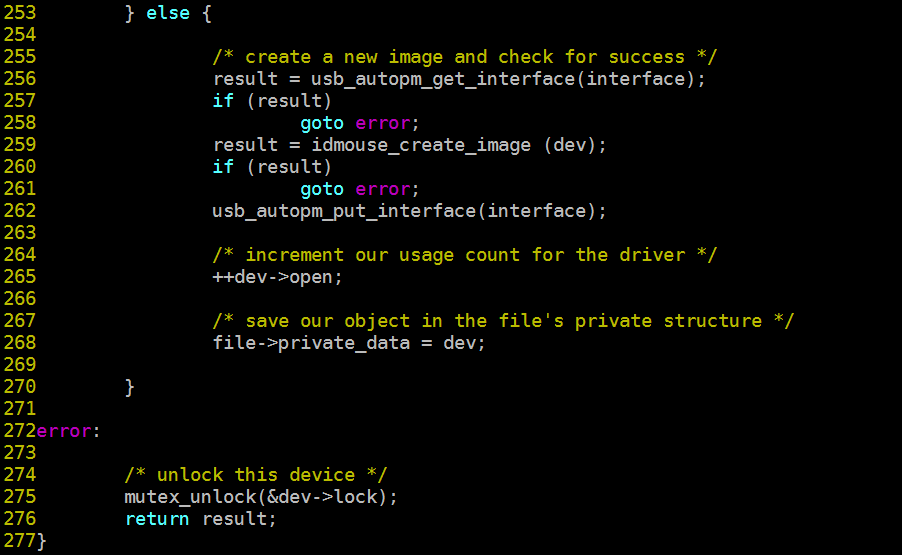 253        } else {
254
255                /* create a new image and check for success */
256                result = usb_autopm_get_interface(interface);
257                if (result)
258                        goto error;
259                result = idmouse_create_image (dev);
260                if (result)
261                        goto error;
262                usb_autopm_put_interface(interface);
263
264                /* increment our usage count for the driver */
265                ++dev->open;
266
267                /* save our object in the file's private structure */
268                file->private_data = dev;
269
270        }
271
272error:
273
274        /* unlock this device */
275        mutex_unlock(&dev->lock);
276        return result;
277}